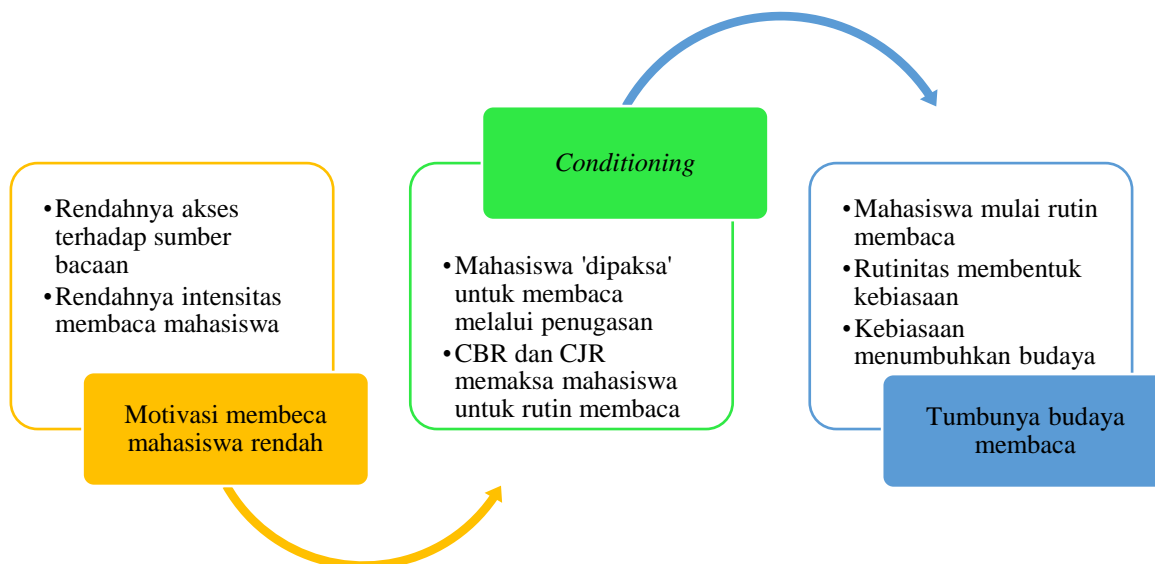 •Rendahnya akses
terhadap sumber
bacaan
•Rendahnya intensitas
membaca mahasiswa
Motivasi membeca
mahasiswa rendah
Conditioning
•Mahasiswa 'dipaksa'
untuk membaca
melalui penugasan
•CBR dan CJR
memaksa mahasiswa
untuk rutin membaca
•Mahasiswa mulai rutin
membaca
•Rutinitas membentuk
kebiasaan
•Kebiasaan
menumbuhkan budaya
Tumbunya budaya
membaca